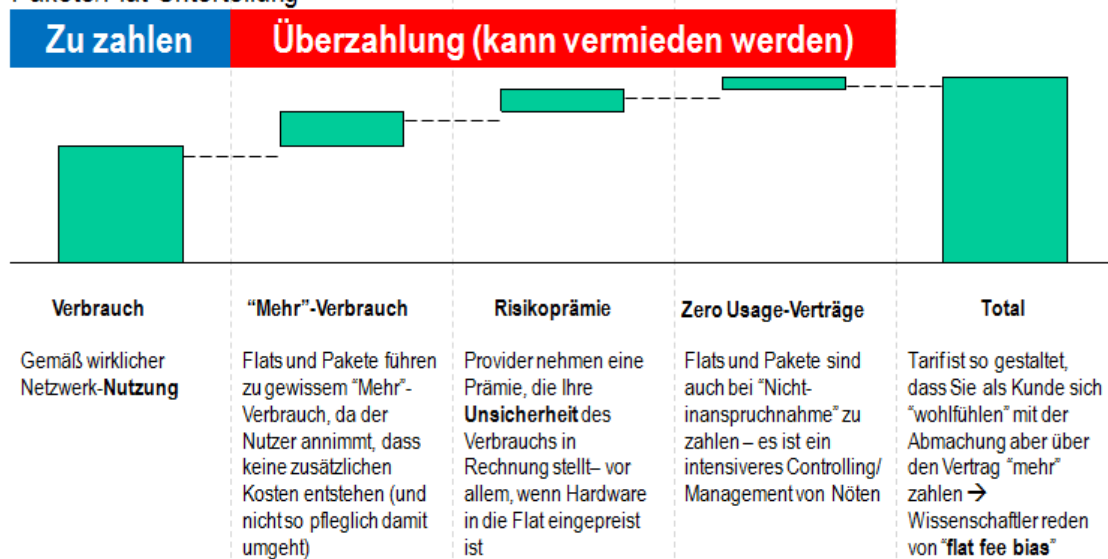 Pakete/Flat-Unterteilung
Zu zahlen
Überzahlung (kann vermieden werden)
Verbrauch
Gemäß wirklicher
Netzwerk-Nutzung
“Mehr”-Verbrauch
Flats und Pakete führen
zu gewissem “Mehr”-
Verbrauch, da der
Nutzer annimmt, dass
keine zusätzlichen
Kosten entstehen (und
nicht so pfleglich damit
umgeht)
Risikoprämie
Provider nehmen eine
Prämie, die Ihre
Unsicherheit des
Verbrauchs in
Rechnung stellt– vor
allem, wenn Hardware
in die Flat eingepreist
ist
Zero Usage-Verträge
Flats und Pakete sind
auch bei “Nicht-
inanspruchnahme” zu
zahlen – es ist ein
intensiveres Controlling/
Management von Nöten
Total
Tarif ist so gestaltet,
dass Sie als Kunde sich
“wohlfühlen” mit der
Abmachung aber über
den Vertrag “mehr”
zahlen →
Wissenschaftler reden
von “flat fee bias”